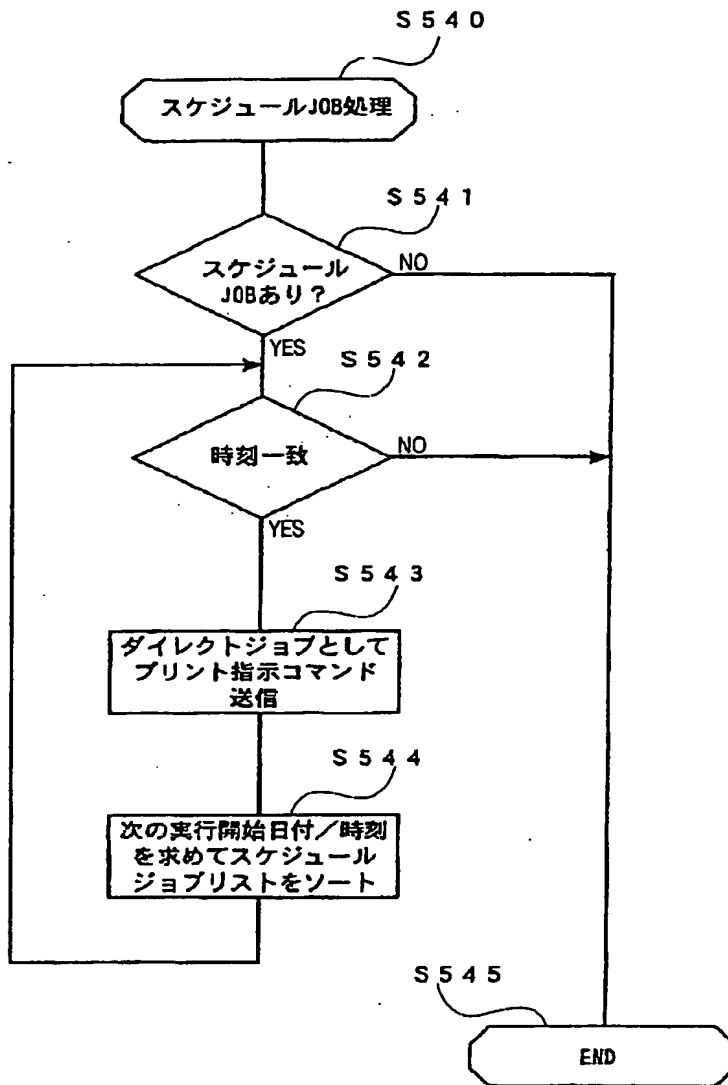 S540
スケジュールJOB処理
S541
スケジュール
JOBあり?
NO
YES
S542
時刻一致
NO
YES
S543
ダイレクトジョブとして
プリント指示コマンド
送信
S544
次の実行開始日付/時刻
を求めてスケジュール
ジョブリストをソート
S545
END